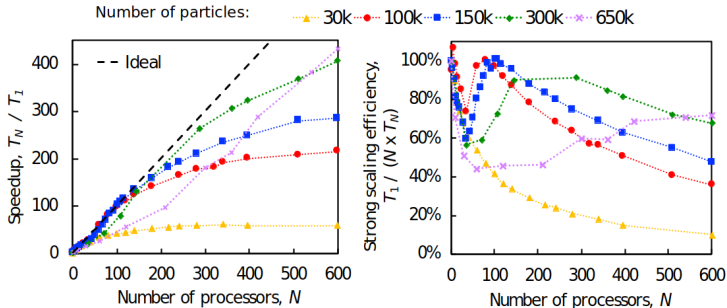 Number of particles: 30k 100k 150k 300k 650k
Ideal
Speedup, T_N / T_1
400
300
200
100
0
0 100 200 300 400 500 600
Number of processors, N
Strong scaling efficiency,
T_1 / (N x T_N)
100%
80%
60%
40%
20%
0%
0 100 200 300 400 500 600
Number of processors, N